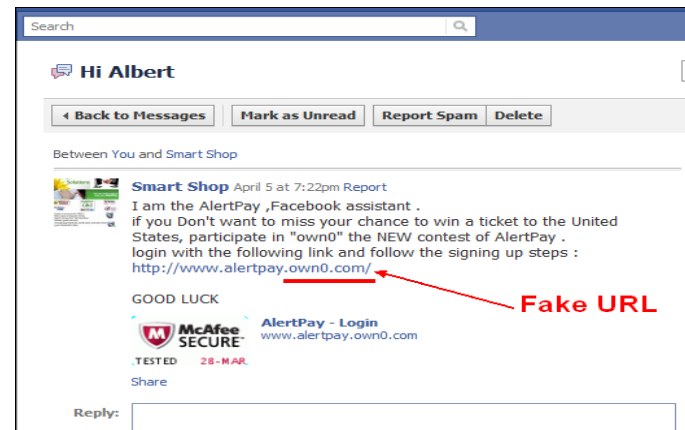 Search
Hi Albert
Back to Messages Mark as Unread Report Spam Delete
Between You and Smart Shop
Smart Shop April 5 at 7:22pm Report
I am the AlertPay ,Facebook assistant .
if you Don't want to miss your chance to win a ticket to the United
States, participate in "own0" the NEW contest of AlertPay .
login with the following link and follow the signing up steps :
http://www.alertpay.own0.com/
Fake URL
GOOD LUCK
McAfee
SECURE
TESTED 28-MAR
AlertPay - Login
www.alertpay.own0.com
Share
Reply: